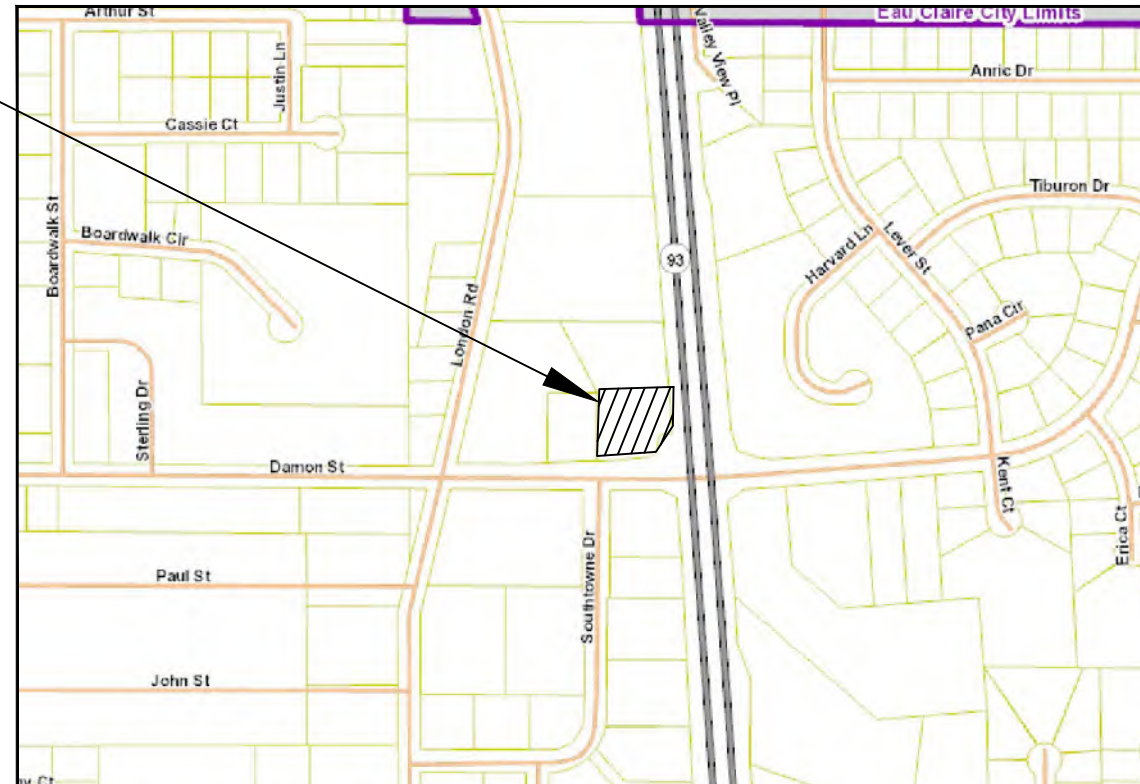 Arthur St
Eau Claire City Limits
Justin Ln
Valley View Pl
Anric Dr
Cassie Ct
Tiburon Dr
Boardwalk St
Boardwalk Cir
Harvard Ln
Lever St
93
London Rd
Pana Cir
Sterling Dr
Damon St
Kent Ct
Erica Ct
Southtowne Dr
Paul St
John St
Ct